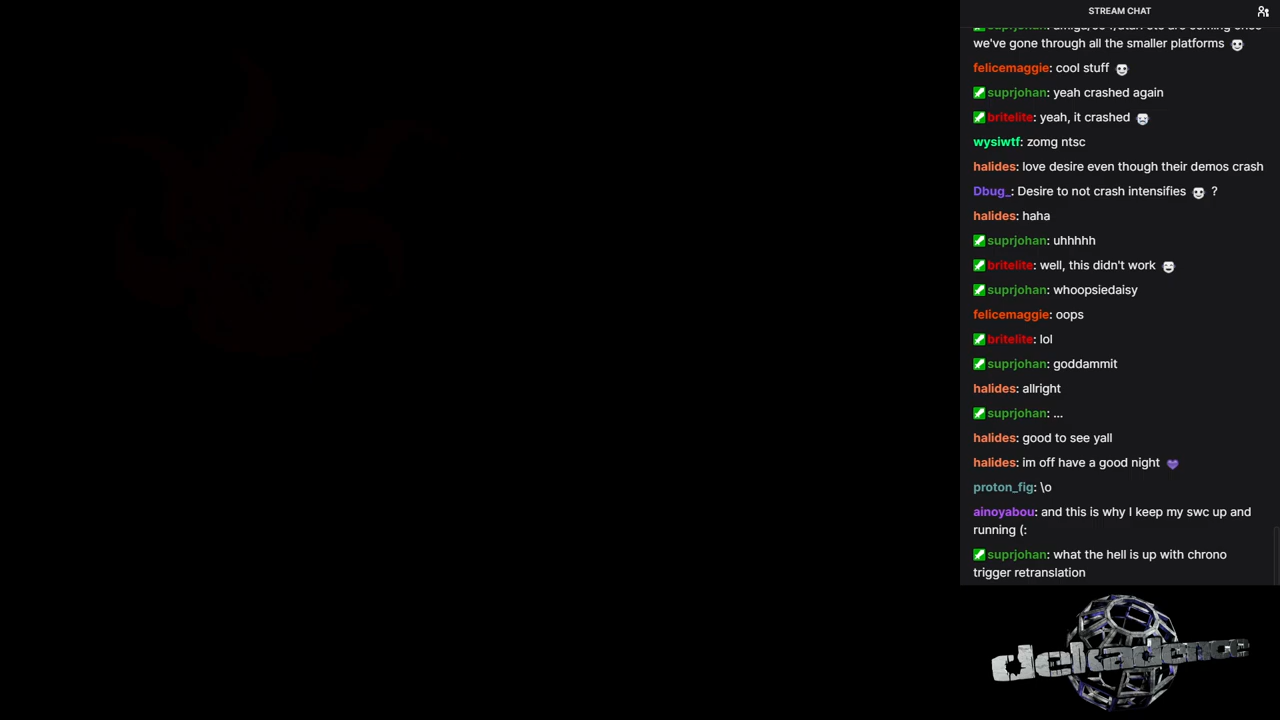 STREAM CHAT
we've gone through all the smaller platforms
felicemaggie: cool stuff
suprjohan: yeah crashed again
britelite: yeah, it crashed
wysiwtf: zomg ntsc
halides: love desire even though their demos crash
Dbug_: Desire to not crash intensifies ?
halides: haha
suprjohan: uhhhhh
britelite: well, this didn't work
suprjohan: whoopsiedaisy
felicemaggie: oops
britelite: lol
suprjohan: goddammit
halides: allright
suprjohan: ...
halides: good to see yall
halides: im off have a good night
proton_fig: \o
ainoyabou: and this is why I keep my swc up and
running (:
suprjohan: what the hell is up with chrono
trigger retranslation
dekadence